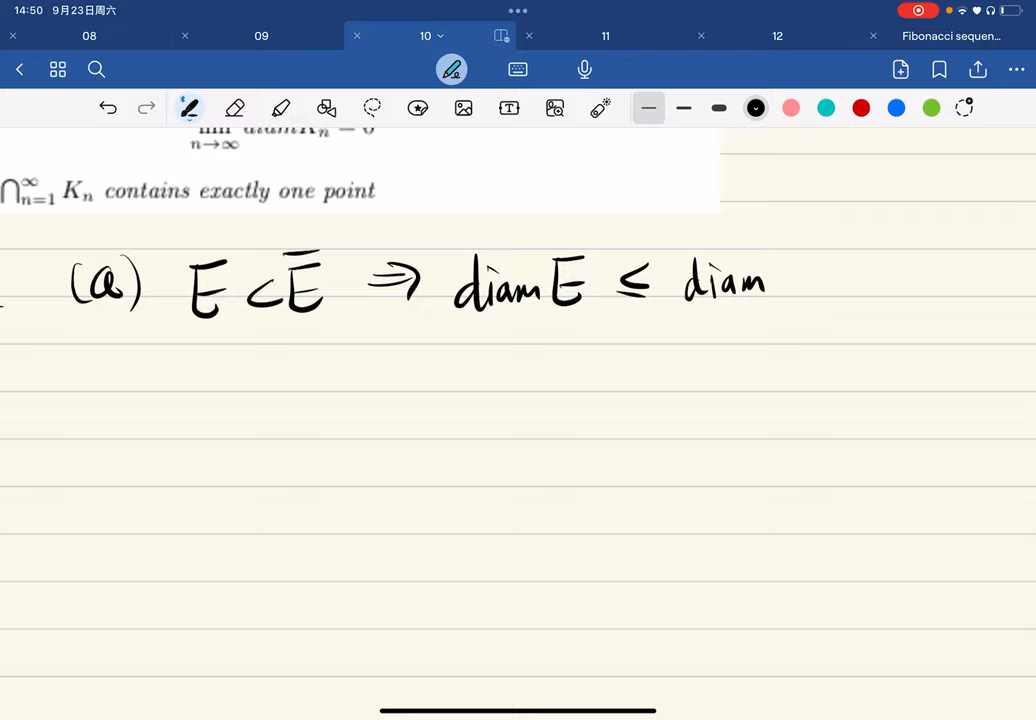 14:50 9月23日周六
08 09 10 11 12 Fibonacci sequen...
n→∞
⋂_{n=1}^{∞} K_n contains exactly one point
(a) E ⊂ E̅ ⇒ diam E ≤ diam